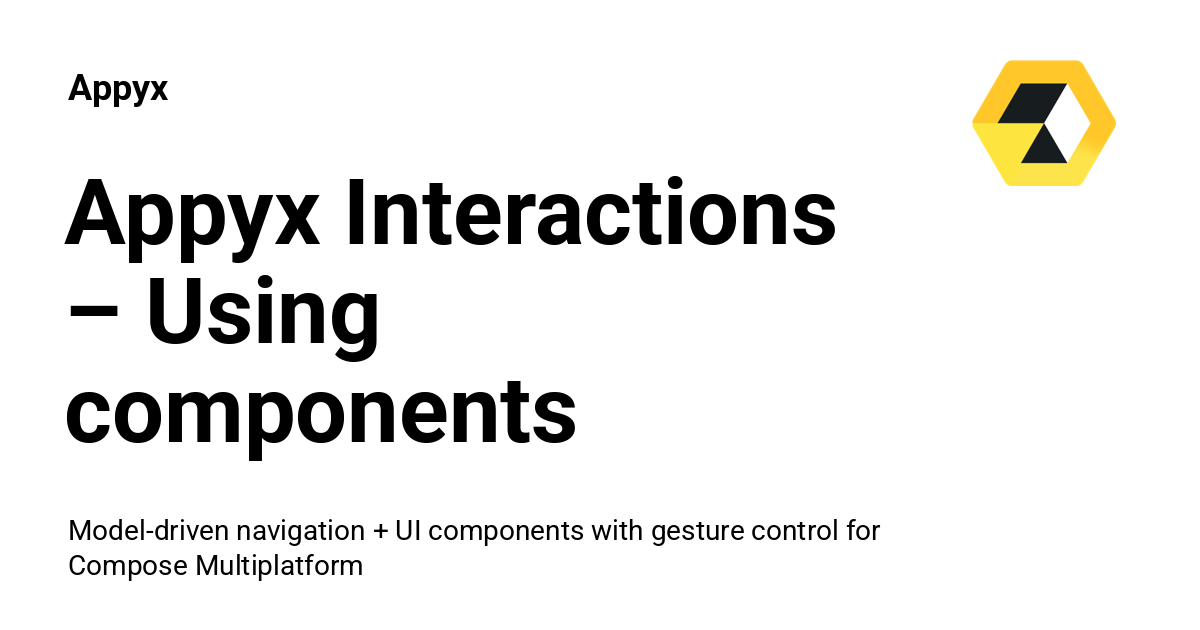 Appyx
Appyx Interactions
– Using
components
Model-driven navigation + UI components with gesture control for
Compose Multiplatform